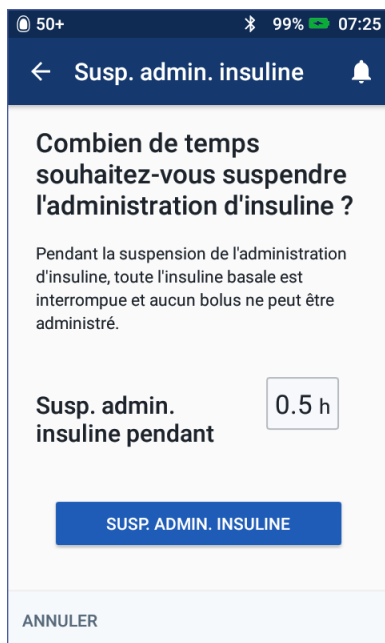 50+ 99% 07:25
Susp. admin. insuline
Combien de temps
souhaitez-vous suspendre
l'administration d'insuline ?
Pendant la suspension de l'administration
d'insuline, toute l'insuline basale est
interrompue et aucun bolus ne peut être
administré.
Susp. admin.
insuline pendant
0.5 h
SUSP. ADMIN. INSULINE
ANNULER